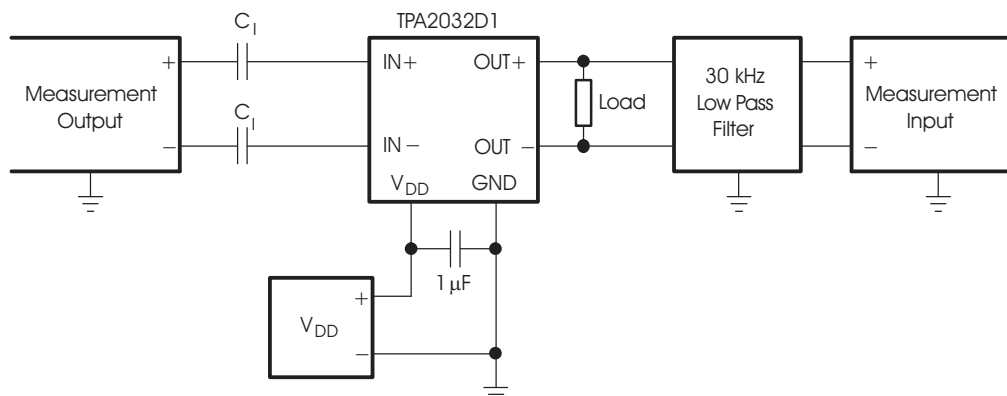 C_I
TPA2032D1
Measurement
Output
+
−
C_I
IN+
IN−
OUT+
OUT−
V_DD
GND
Load
30 kHz
Low Pass
Filter
+
−
Measurement
Input
1 μF
V_DD
+
−